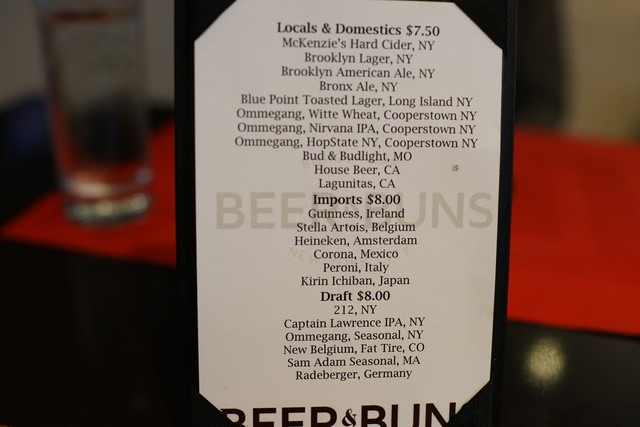 Locals & Domestics $7.50
McKenzie's Hard Cider, NY
Brooklyn Lager, NY
Brooklyn American Ale, NY
Bronx Ale, NY
Blue Point Toasted Lager, Long Island NY
Ommegang, Witte Wheat, Cooperstown NY
Ommegang, Nirvana IPA, Cooperstown NY
Ommegang, HopState NY, Cooperstown NY
Bud & Budlight, MO
House Beer, CA
Lagunitas, CA
BEER & BUNS
Imports $8.00
Guinness, Ireland
Stella Artois, Belgium
Heineken, Amsterdam
Corona, Mexico
Peroni, Italy
Kirin Ichiban, Japan
Draft $8.00
212, NY
Captain Lawrence IPA, NY
Ommegang, Seasonal, NY
New Belgium, Fat Tire, CO
Sam Adam Seasonal, MA
Radeberger, Germany
BEER & BUN